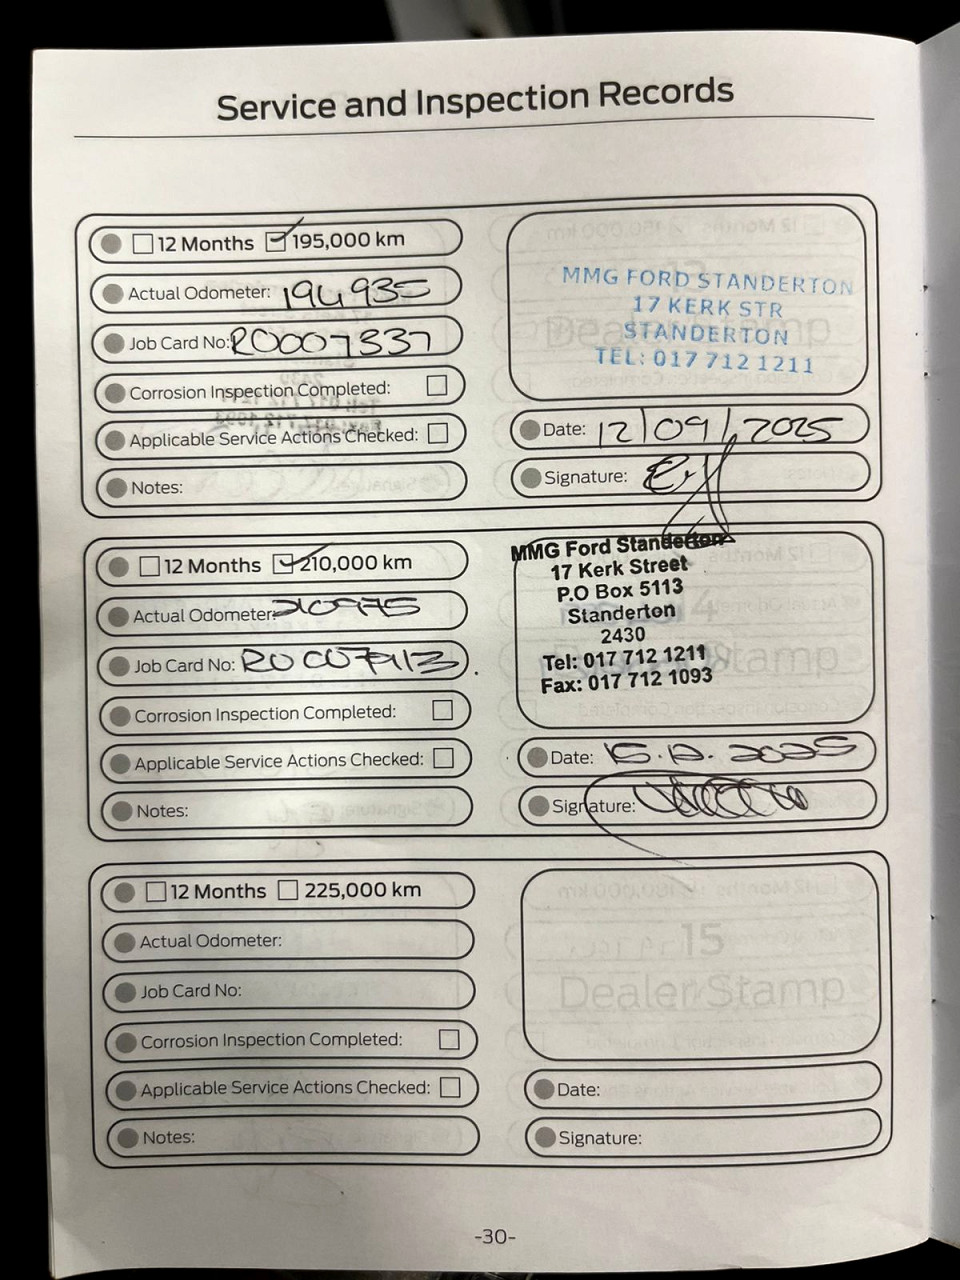 Service and Inspection Records
12 Months 195,000 km
Actual Odometer: 194935
Job Card No: R0007337
Corrosion Inspection Completed:
Applicable Service Actions Checked:
Notes:
MMG FORD STANDERTON
17 KERK STR
STANDERTON
TEL: 017 712 1211
Date: 12/09/2025
Signature:
12 Months 210,000 km
Actual Odometer: 210975
Job Card No:
Corrosion Inspection Completed:
Applicable Service Actions Checked:
Notes:
MMG Ford Standerton
17 Kerk Street
P.O Box 5113
Standerton
2430
Tel: 017 712 1211
Fax: 017 712 1093
Date: 15.12.2025
Signature:
12 Months 225,000 km
Actual Odometer:
Job Card No:
Corrosion Inspection Completed:
Applicable Service Actions Checked:
Notes:
15
Dealer Stamp
Date:
Signature:
-30-